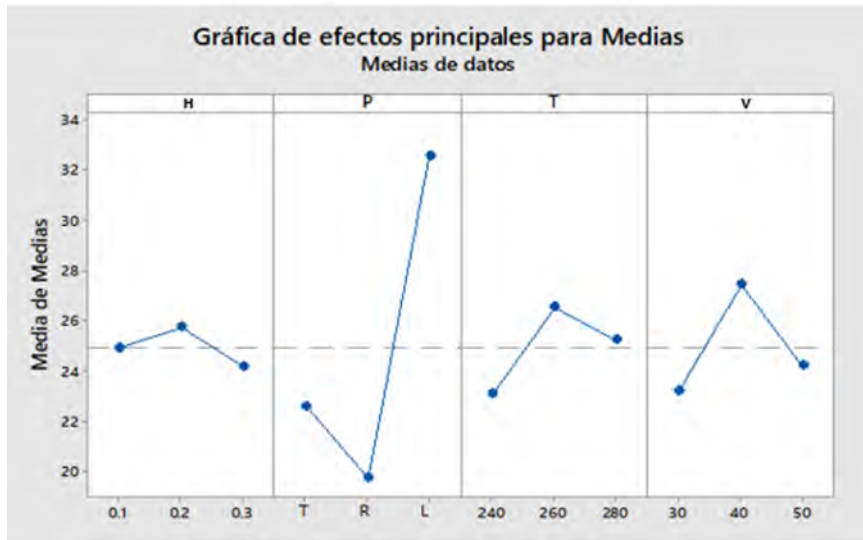 Gráfica de efectos principales para Medias
Medias de datos
H P T V
Media de Medias
34
32
30
28
26
24
22
20
0.1 0.2 0.3 T R L 240 260 280 30 40 50